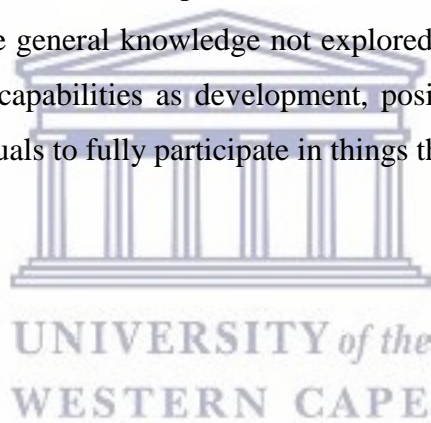 e general knowledge not explored
capabilities as development, posi
uals to fully participate in things th
UNIVERSITY of the
WESTERN CAPE